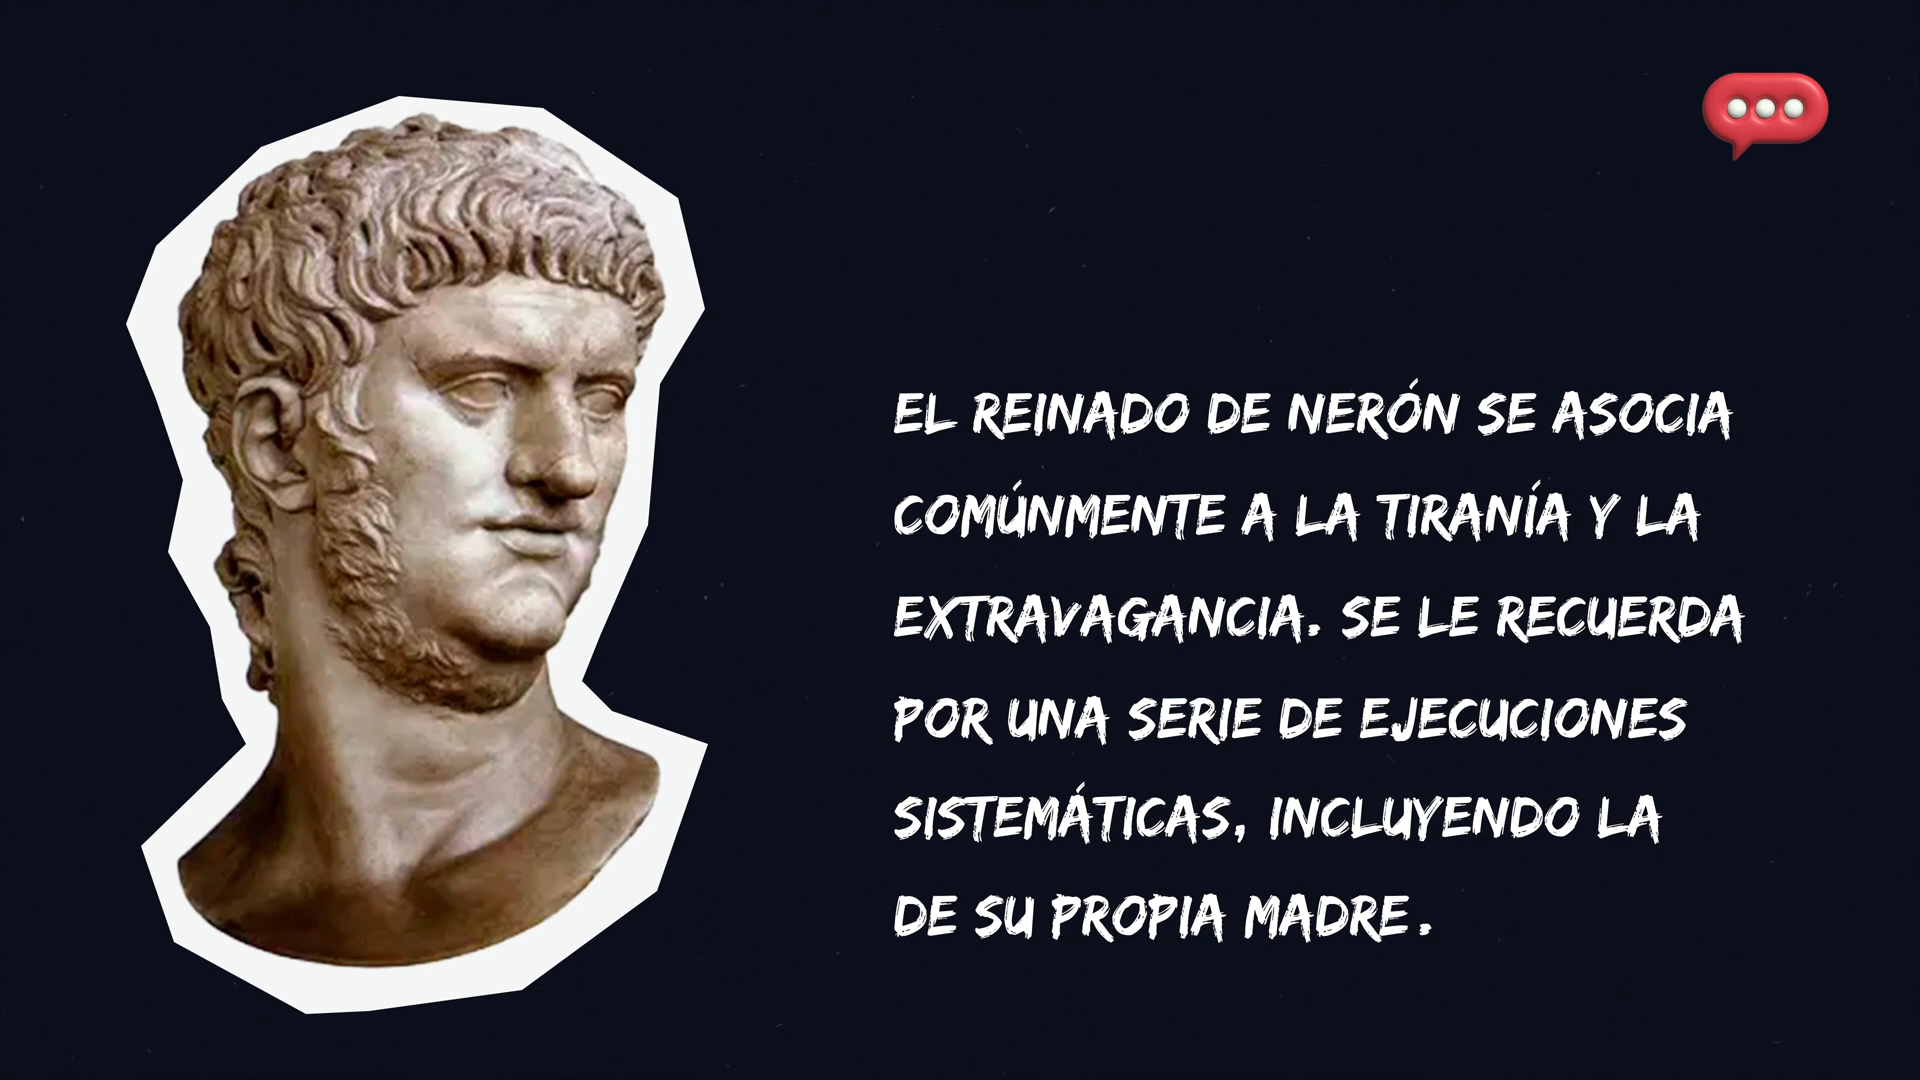 EL REINADO DE NERÓN SE ASOCIA
COMÚNMENTE A LA TIRANÍA Y LA
EXTRAVAGANCIA. SE LE RECUERDA
POR UNA SERIE DE EJECUCIONES
SISTEMÁTICAS, INCLUYENDO LA
DE SU PROPIA MADRE.